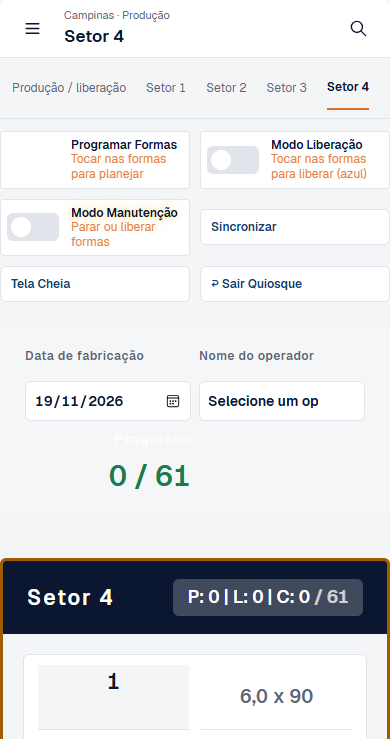 Campinas · Produção
Setor 4
Produção / liberação Setor 1 Setor 2 Setor 3 Setor 4
Programar Formas
Tocar nas formas
para planejar
Modo Liberação
Tocar nas formas
para liberar (azul)
Modo Manutenção
Parar ou liberar
formas
Sincronizar
Tela Cheia
Sair Quiosque
Data de fabricação
Nome do operador
19/11/2026
Selecione um op
Progresso
0 / 61
Setor 4
P: 0 | L: 0 | C: 0 / 61
1
6,0 x 90